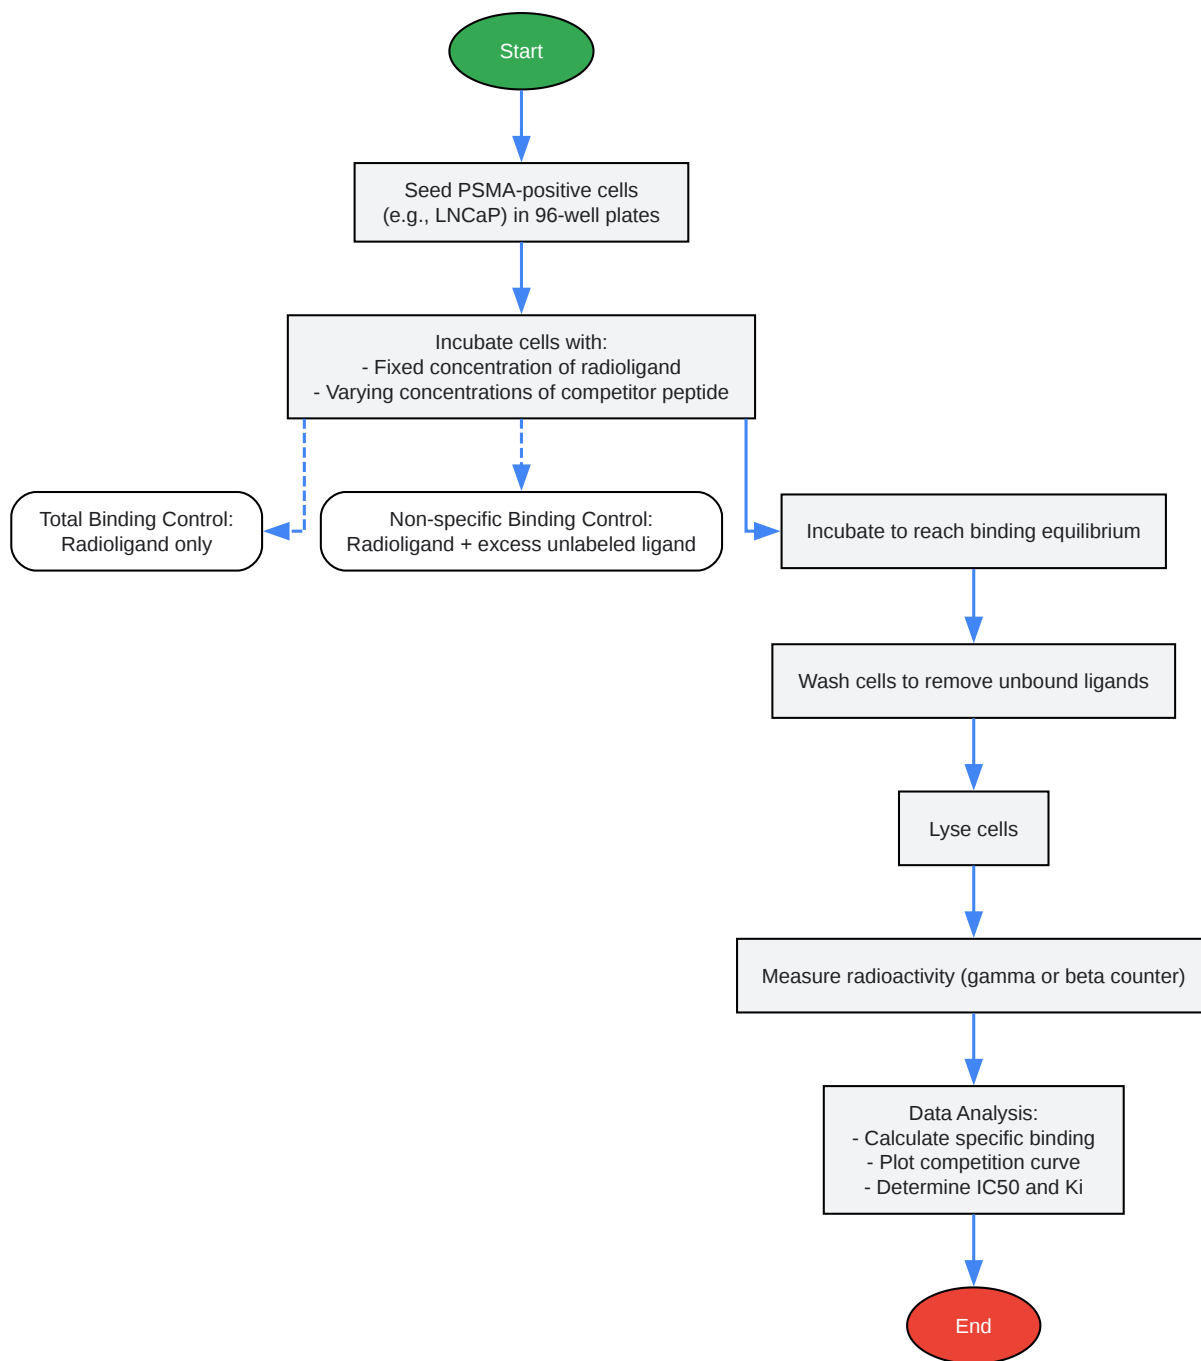 Start
Seed PSMA-positive cells
(e.g., LNCaP) in 96-well plates
Incubate cells with:
- Fixed concentration of radioligand
- Varying concentrations of competitor peptide
Total Binding Control:
Radioligand only
Non-specific Binding Control:
Radioligand + excess unlabeled ligand
Incubate to reach binding equilibrium
Wash cells to remove unbound ligands
Lyse cells
Measure radioactivity (gamma or beta counter)
Data Analysis:
- Calculate specific binding
- Plot competition curve
- Determine IC50 and Ki
End